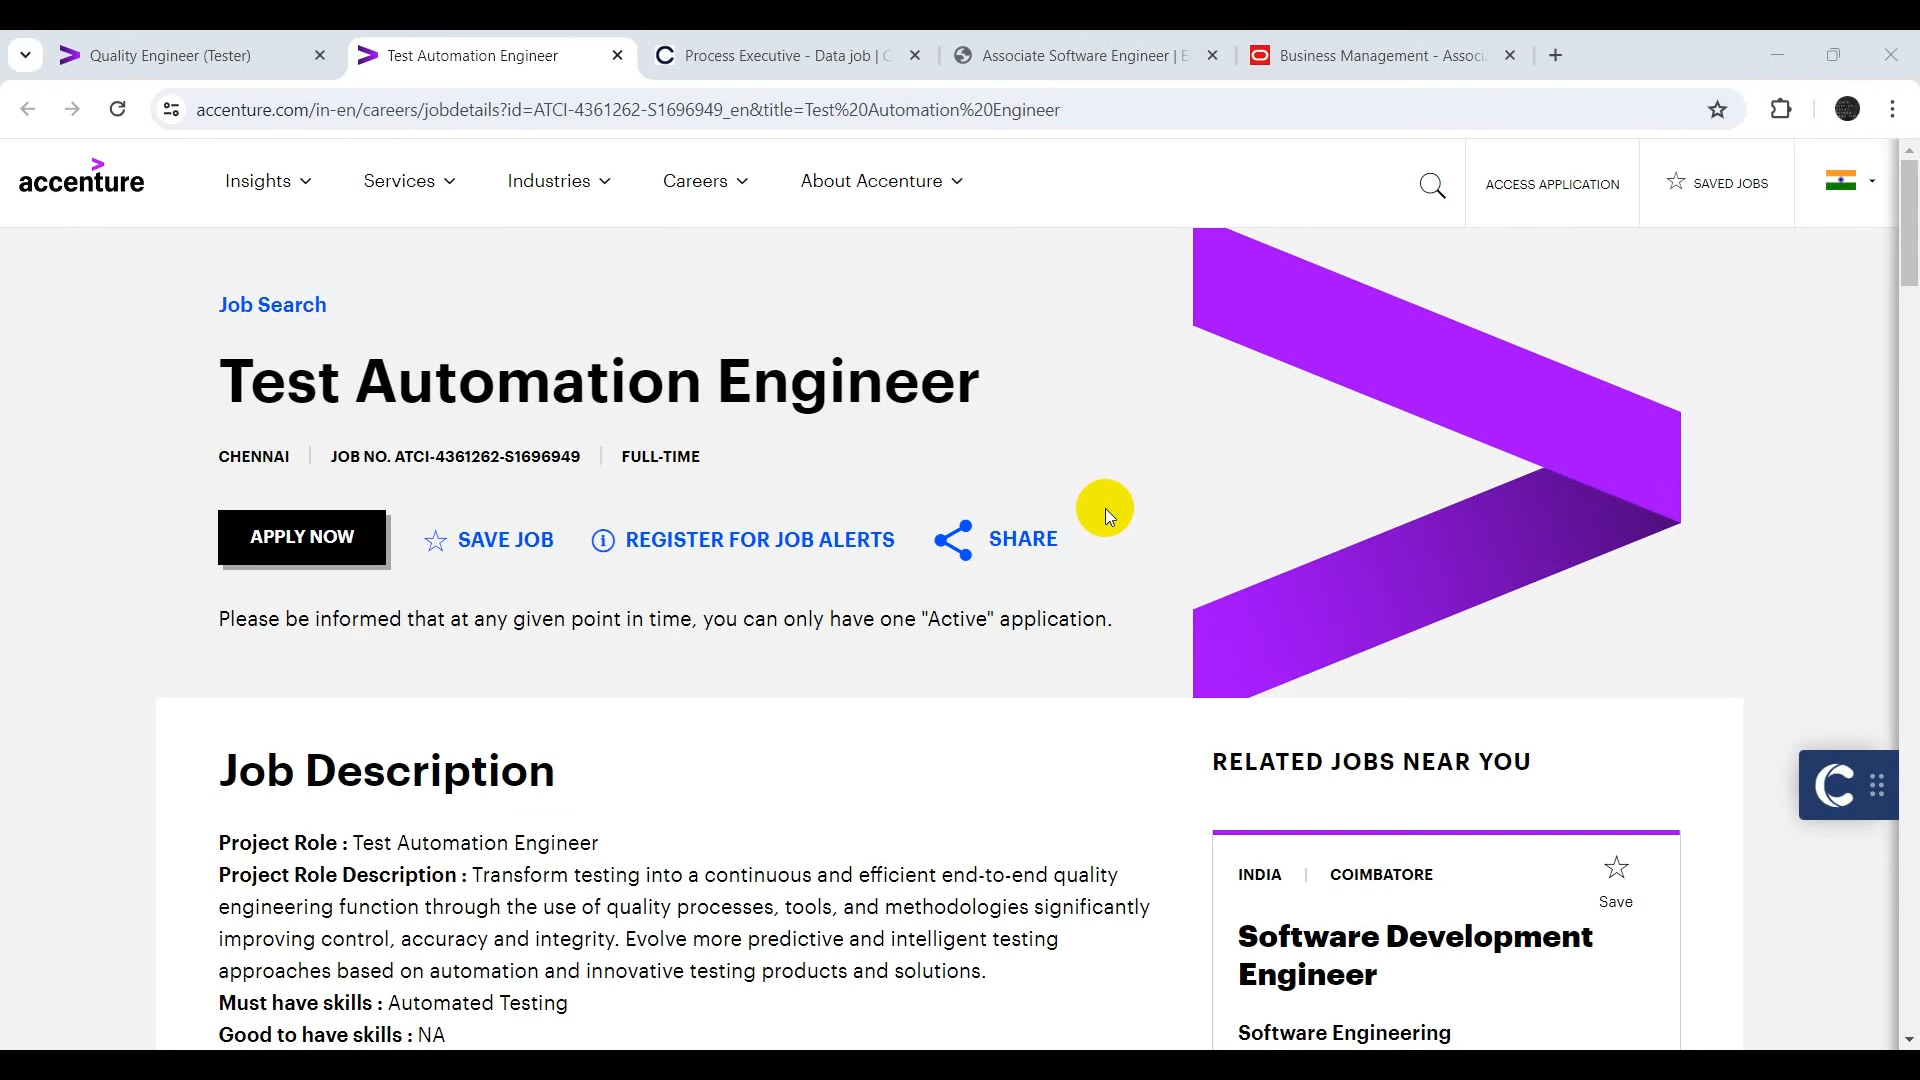 Quality Engineer (Tester)
Test Automation Engineer
Process Executive - Data job |
Associate Software Engineer |
Business Management -
accenture.com/in-en/careers/jobdetails?id=ATCI-4361262-S1696949_en&title=Test%20Automation%20Engineer
accenture
Insights
Services
Industries
Careers
About Accenture
ACCESS APPLICATION
SAVED JOBS
Job Search
Test Automation Engineer
CHENNAI | JOB NO. ATCI-4361262-S1696949 | FULL-TIME
APPLY NOW
SAVE JOB
REGISTER FOR JOB ALERTS
SHARE
Please be informed that at any given point in time, you can only have one "Active" application.
Job Description
Project Role : Test Automation Engineer
Project Role Description : Transform testing into a continuous and efficient end-to-end quality
engineering function through the use of quality processes, tools, and methodologies significantly
improving control, accuracy and integrity. Evolve more predictive and intelligent testing
approaches based on automation and innovative testing products and solutions.
Must have skills : Automated Testing
Good to have skills : NA
RELATED JOBS NEAR YOU
INDIA | COIMBATORE
Save
Software Development
Engineer
Software Engineering